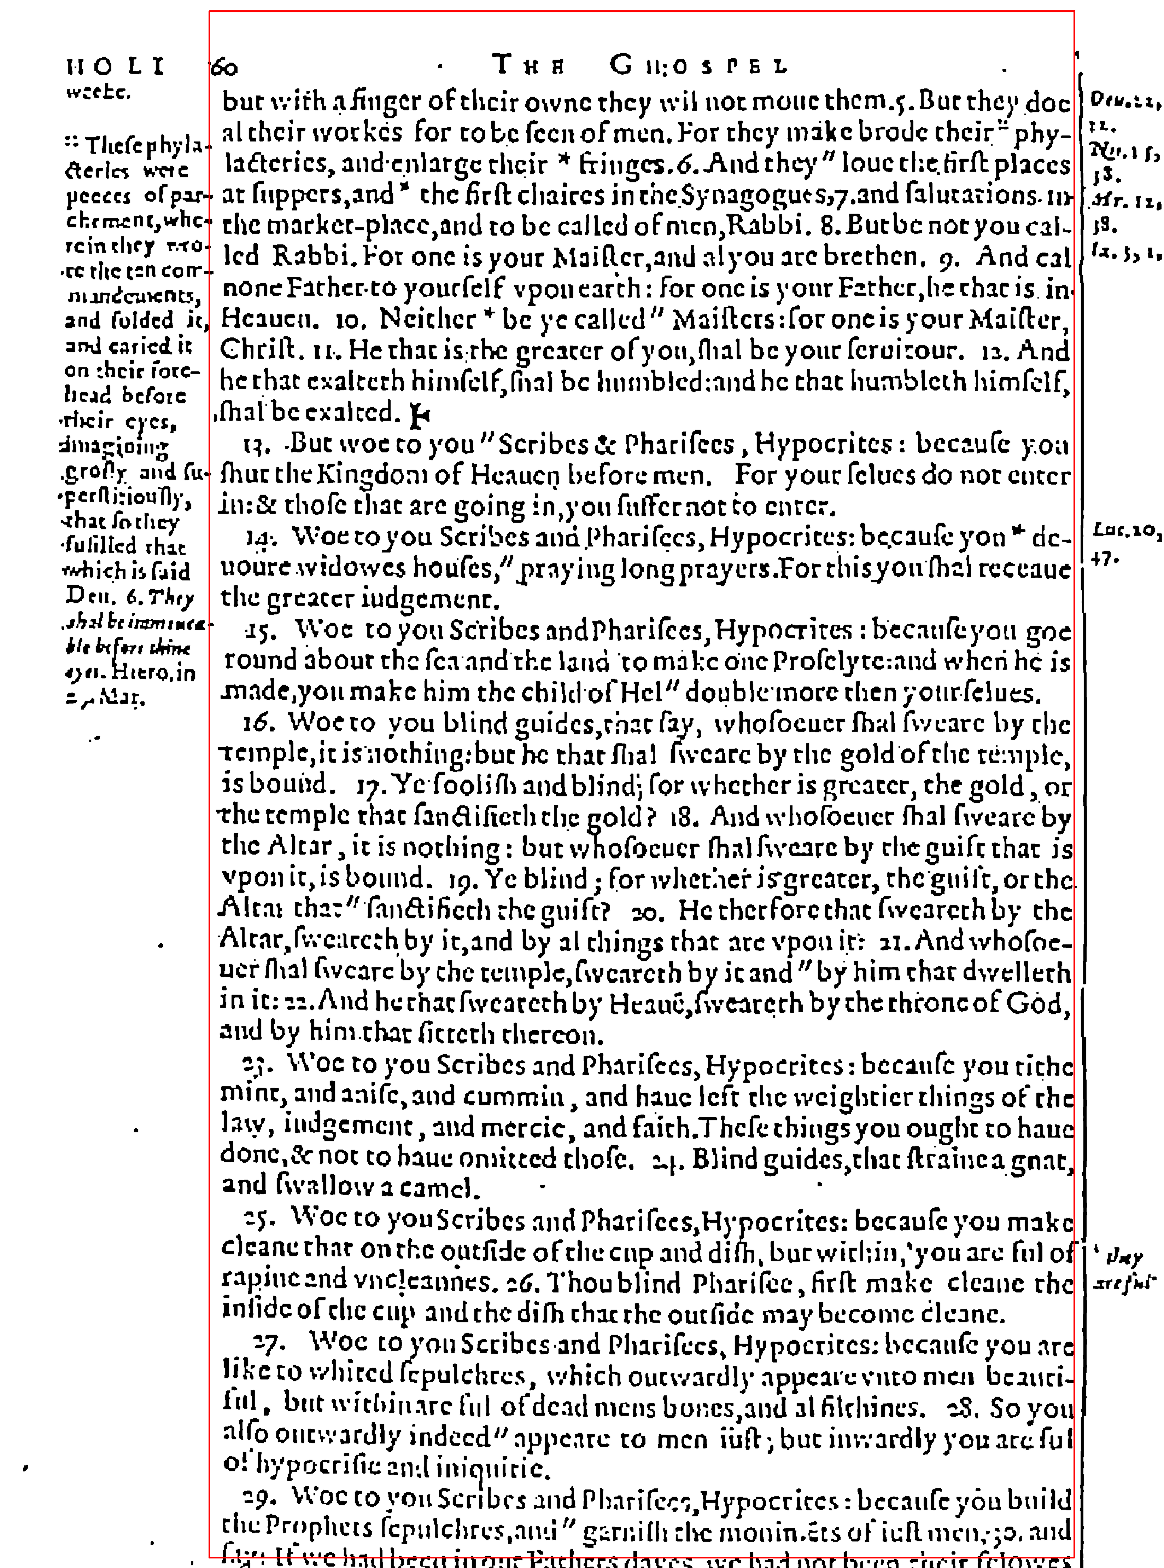 HOLI 60 THE GHOSPEL
weeke.
but with a finger of their owne they wil not moue them. 5. But they doe
al their workes for to be seen of men. For they make brode their :: phy-
lacteries, and enlarge their * fringes. 6. And they " loue the first places
at suppers, and * the first chaires in the Synagogues, 7. and salutations in
the market-place, and to be called of men, Rabbi. 8. But be not you cal-
led Rabbi. For one is your Maister, and al you are brethen. 9. And cal
none Father to yourself vpon earth: for one is your Father, he that is in
Heauen. 10. Neither * be ye called " Maisters: for one is your Maister,
Christ. 11. He that is the greater of you, shal be your seruitour. 12. And
he that exalteth himself, shal be humbled: and he that humbleth himself,
shal be exalted.
13. But woe to you " Scribes & Pharisees, Hypocrites: because you
shut the Kingdom of Heauen before men. For your selues do not enter
in: & those that are going in, you suffer not to enter.
14. Woe to you Scribes and Pharisees, Hypocrites: because you * de-
uoure widowes houses, " praying long prayers. For this you shal receaue
the greater iudgement.
15. Woe to you Scribes and Pharisees, Hypocrites: because you goe
round about the sea and the land to make one Proselyte: and when he is
made, you make him the child of Hel " double more then your selues.
16. Woe to you blind guides, that say, whosoeuer shal sweare by the
temple, it is nothing: but he that shal sweare by the gold of the temple,
is bound. 17. Ye foolish and blind; for whether is greater, the gold, or
the temple that sanctifieth the gold? 18. And whosoeuer shal sweare by
the Altar, it is nothing: but whosoeuer shal sweare by the guift that is
vpon it, is bound. 19. Ye blind; for whether is greater, the guift, or the
Altar that " sanctifieth the guift? 20. He therfore that sweareth by the
Altar, sweareth by it, and by al things that are vpon it: 21. And whosoe-
uer shal sweare by the temple, sweareth by it and " by him that dwelleth
in it: 22. And he that sweareth by Heauē, sweareth by the throne of God,
and by him that sitteth thereon.
23. Woe to you Scribes and Pharisees, Hypocrites: because you tithe
mint, and anise, and cummin, and haue left the weightier things of the
law, iudgement, and mercie, and faith. These things you ought to haue
done, & not to haue omitted those. 24. Blind guides, that straine a gnat,
and swallow a camel.
25. Woe to you Scribes and Pharisees, Hypocrites: because you make
cleane that on the outside of the cup and dish, but within, ' you are ful of
rapine and vncleannes. 26. Thou blind Pharisee, first make cleane the
inside of the cup and the dish that the outside may become cleane.
27. Woe to you Scribes and Pharisees, Hypocrites: because you are
like to whited sepulchres, which outwardly appeare vnto men beauti-
ful, but within are ful of dead mens bones, and al filthines. 28. So you
also outwardly indeed " appeare to men iust; but inwardly you are ful
of hypocrisie and iniquitie.
29. Woe to you Scribes and Pharisees, Hypocrites: because you build
the Prophets sepulchres, and " garnish the monimēts of iust men, 30. and
say: If we had been in our Fathers dayes, we had not been their felowes
:: These phyla-
cteries were
peeces of par-
chement, whe-
rein they wro-
te the ten com-
mandements,
and folded it,
and caried it
on their fore-
head before
their eyes,
imagining
grosly and su-
perstitiously,
that so they
fulfilled that
which is said
Deu. 6. They
shal be immoua-
ble before thine
eyes. Hiero, in
Mat.
Deu. 22,
12.
Nu. 15,
38.
Mr. 12,
38.
Ia. 3, 1.
Luc. 20,
47.
' they
are ful